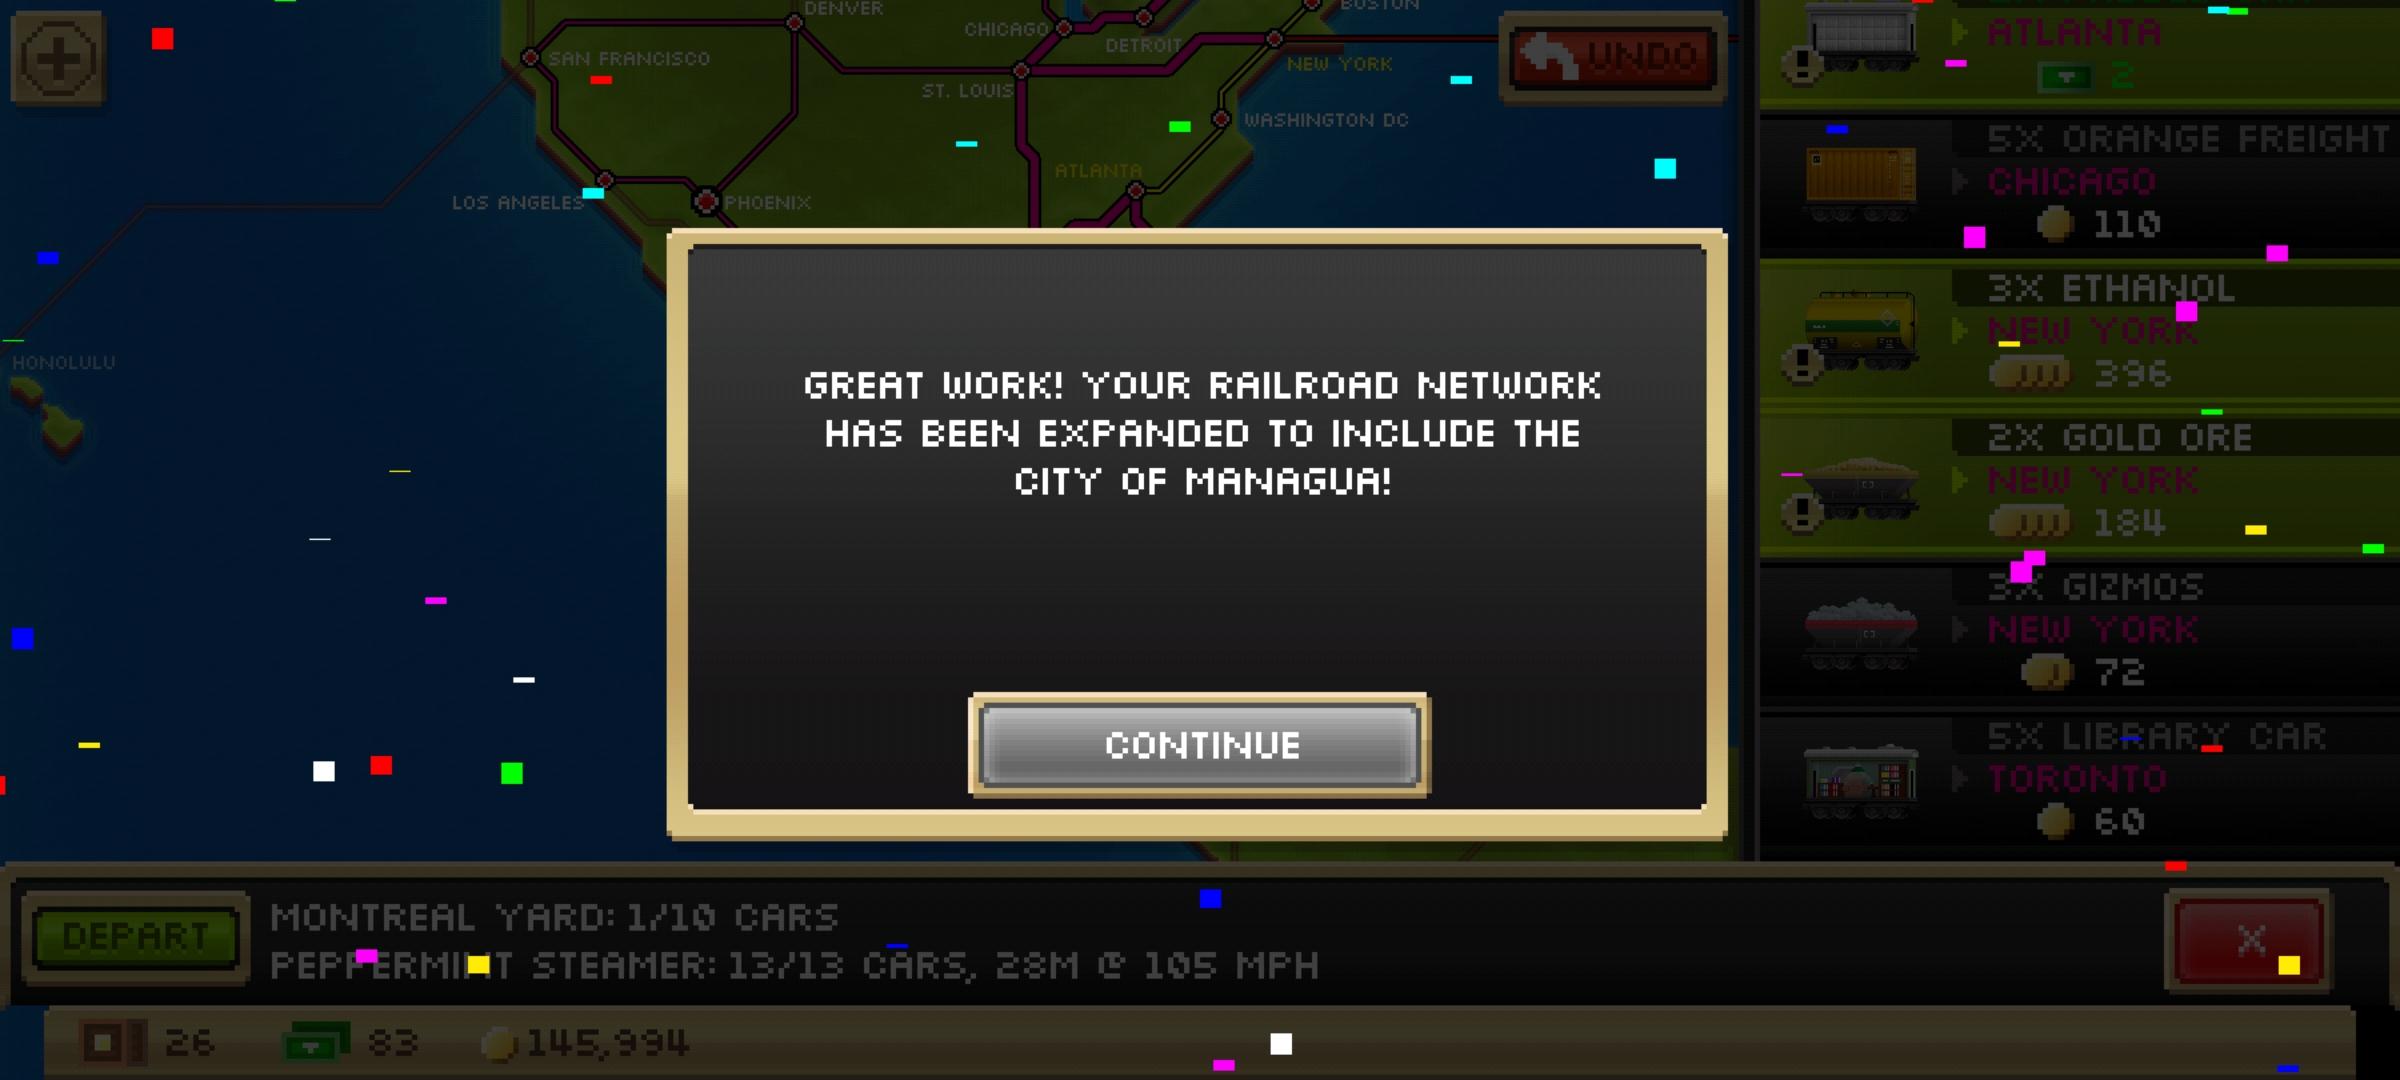 DENVER
BOSTON
CHICAGO
SAN FRANCISCO
DETROIT
NEW YORK
ST. LOUIS
WASHINGTON DC
ATLANTA
LOS ANGELES
PHOENIX
HONOLULU
UNDO
ATLANTA
2
5X ORANGE FREIGHT
CHICAGO
110
3X ETHANOL
NEW YORK
396
2X GOLD ORE
NEW YORK
184
3X GIZMOS
NEW YORK
72
5X LIBRARY CAR
TORONTO
60
GREAT WORK! YOUR RAILROAD NETWORK
HAS BEEN EXPANDED TO INCLUDE THE
CITY OF MANAGUA!
CONTINUE
DEPART
MONTREAL YARD: 1/10 CARS
PEPPERMINT STEAMER: 13/13 CARS, 28M @ 105 MPH
X
26
83
145,994